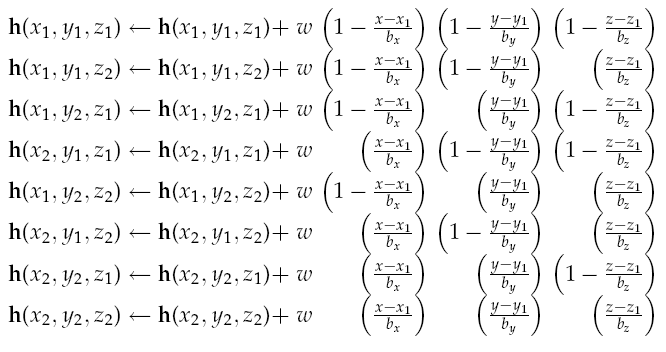 h(x₁, y₁, z₁) ← h(x₁, y₁, z₁) + w (1 − (x−x₁)/bₓ) (1 − (y−y₁)/b_y) (1 − (z−z₁)/b_z)
h(x₁, y₁, z₂) ← h(x₁, y₁, z₂) + w (1 − (x−x₁)/bₓ) (1 − (y−y₁)/b_y) ((z−z₁)/b_z)
h(x₁, y₂, z₁) ← h(x₁, y₂, z₁) + w (1 − (x−x₁)/bₓ) ((y−y₁)/b_y) (1 − (z−z₁)/b_z)
h(x₂, y₁, z₁) ← h(x₂, y₁, z₁) + w ((x−x₁)/bₓ) (1 − (y−y₁)/b_y) (1 − (z−z₁)/b_z)
h(x₁, y₂, z₂) ← h(x₁, y₂, z₂) + w (1 − (x−x₁)/bₓ) ((y−y₁)/b_y) ((z−z₁)/b_z)
h(x₂, y₁, z₂) ← h(x₂, y₁, z₂) + w ((x−x₁)/bₓ) (1 − (y−y₁)/b_y) ((z−z₁)/b_z)
h(x₂, y₂, z₁) ← h(x₂, y₂, z₁) + w ((x−x₁)/bₓ) ((y−y₁)/b_y) (1 − (z−z₁)/b_z)
h(x₂, y₂, z₂) ← h(x₂, y₂, z₂) + w ((x−x₁)/bₓ) ((y−y₁)/b_y) ((z−z₁)/b_z)